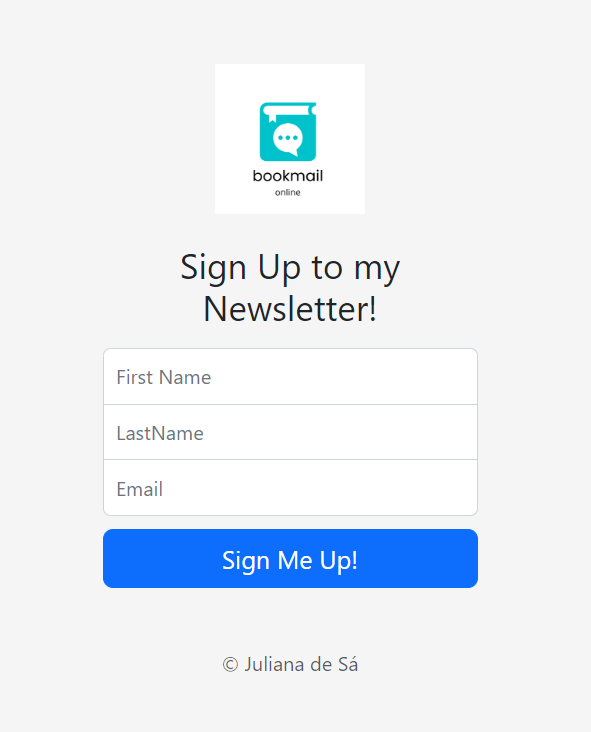 bookmail
online
Sign Up to my
Newsletter!
First Name
LastName
Email
Sign Me Up!
© Juliana de Sá